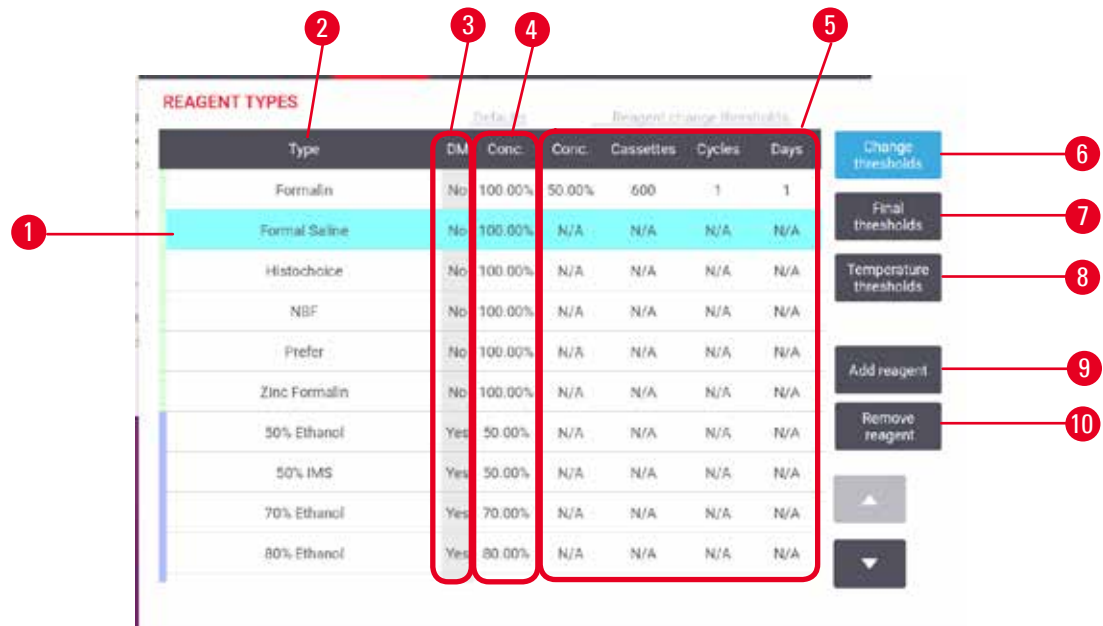 2 3 4 5
REAGENT TYPES
Defaults Reagent change thresholds
Type DM Conc. Conc. Cassettes Cycles Days
Formalin No 100.00% 50.00% 600 1 1
Formal Saline No 100.00% N/A N/A N/A N/A
Histochoice No 100.00% N/A N/A N/A N/A
NBF No 100.00% N/A N/A N/A N/A
Prefer No 100.00% N/A N/A N/A N/A
Zinc Formalin No 100.00% N/A N/A N/A N/A
50% Ethanol Yes 50.00% N/A N/A N/A N/A
50% IMS Yes 50.00% N/A N/A N/A N/A
70% Ethanol Yes 70.00% N/A N/A N/A N/A
80% Ethanol Yes 80.00% N/A N/A N/A N/A
1
Change
thresholds
6
Final
thresholds
7
Temperature
thresholds
8
Add reagent
9
Remove
reagent
10